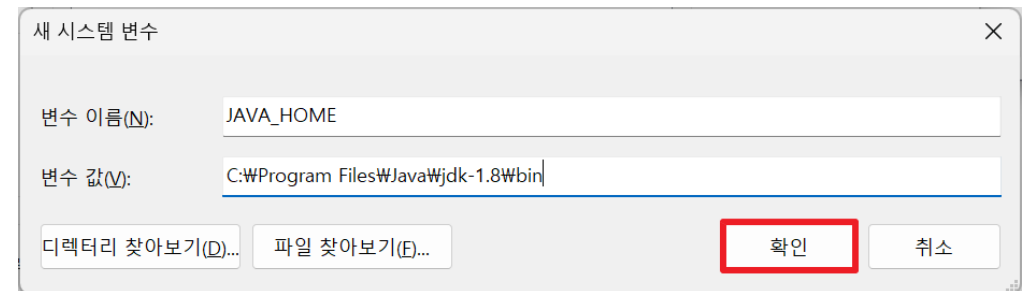 새 시스템 변수
변수 이름(N):
JAVA_HOME
변수 값(V):
C:₩Program Files₩Java₩jdk-1.8₩bin
디렉터리 찾아보기(D)...
파일 찾아보기(F)...
확인
취소